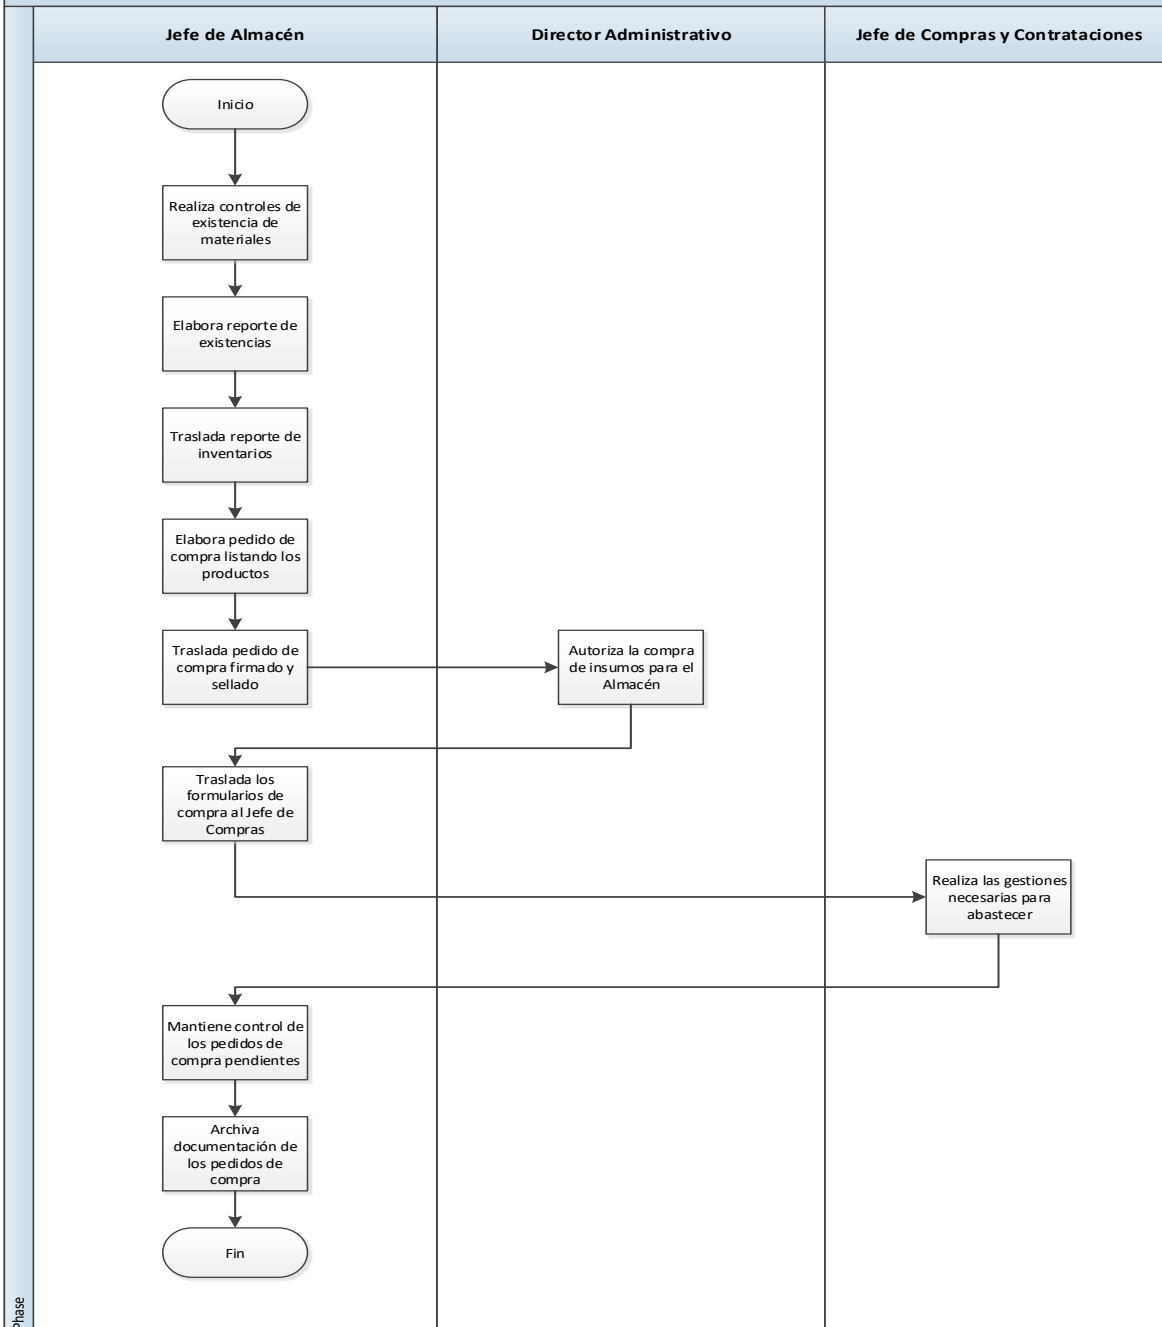 Jefe de Almacén
Director Administrativo
Jefe de Compras y Contrataciones
Inicio
Realiza controles de
existencia de
materiales
Elabora reporte de
existencias
Traslada reporte de
inventarios
Elabora pedido de
compra listando los
productos
Traslada pedido de
compra firmado y
sellado
Autoriza la compra
de insumos para el
Almacén
Traslada los
formularios de
compra al Jefe de
Compras
Realiza las gestiones
necesarias para
abastecer
Mantiene control de
los pedidos de
compra pendientes
Archiva
documentación de
los pedidos de
compra
Fin
Phase